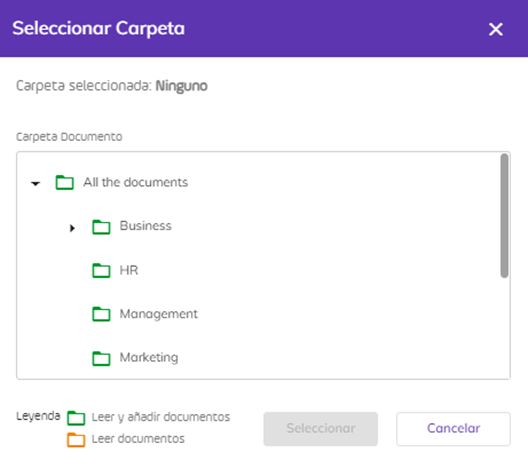 Seleccionar Carpeta
Carpeta seleccionada: Ninguno
Carpeta Documento
All the documents
Business
HR
Management
Marketing
Leyenda Leer y añadir documentos
Leer documentos
Seleccionar Cancelar